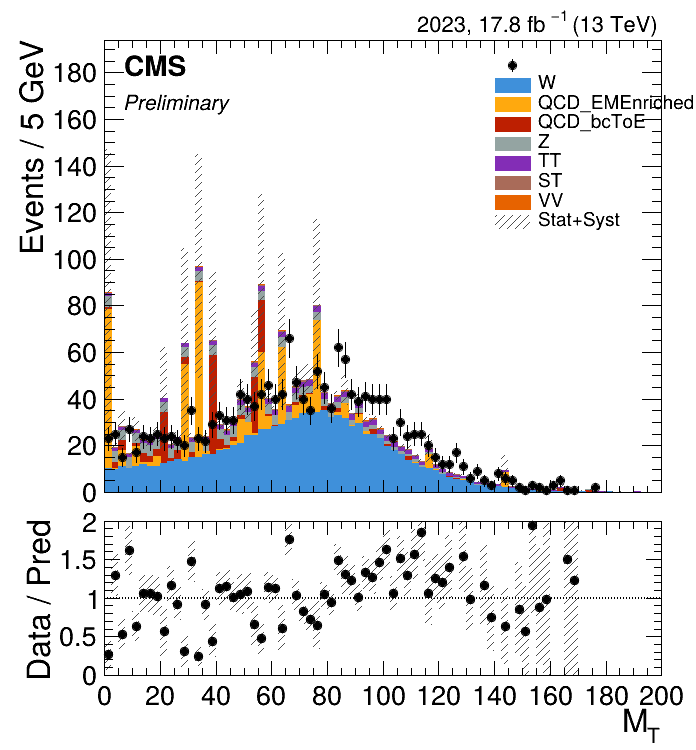 2023, 17.8 fb⁻¹ (13 TeV)
CMS
Preliminary
W
QCD_EMEnriched
QCD_bcToE
Z
TT
ST
VV
Stat+Syst
Events / 5 GeV
180
160
140
120
100
80
60
40
20
0
Data / Pred
2
1.5
1
0.5
0
0 20 40 60 80 100 120 140 160 180 200
M_T